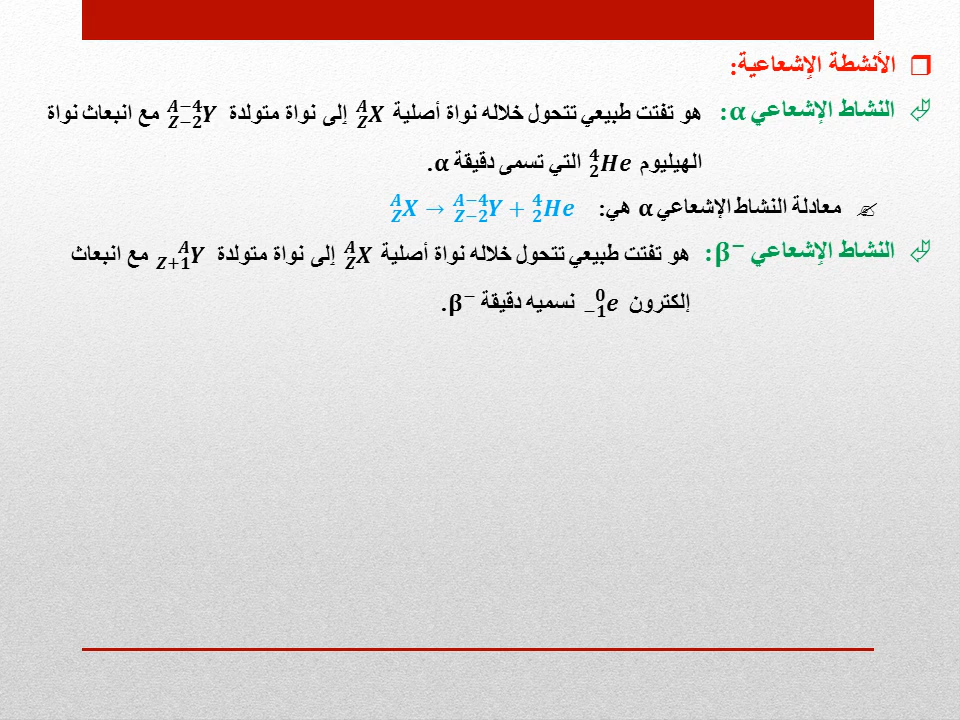 ❒ الأنشطة الإشعاعية:
النشاط الإشعاعي α: هو تفتت طبيعي تتحول خلاله نواة أصلية $^{A}_{Z}X$ إلى نواة متولدة $^{A-4}_{Z-2}Y$ مع انبعاث نواة
الهيليوم $^{4}_{2}He$ التي تسمى دقيقة α.
معادلة النشاط الإشعاعي α هي: $^{A}_{Z}X \rightarrow {}^{A-4}_{Z-2}Y + {}^{4}_{2}He$
النشاط الإشعاعي β⁻: هو تفتت طبيعي تتحول خلاله نواة أصلية $^{A}_{Z}X$ إلى نواة متولدة $^{A}_{Z+1}Y$ مع انبعاث
إلكترون $^{0}_{-1}e$ نسميه دقيقة β⁻.